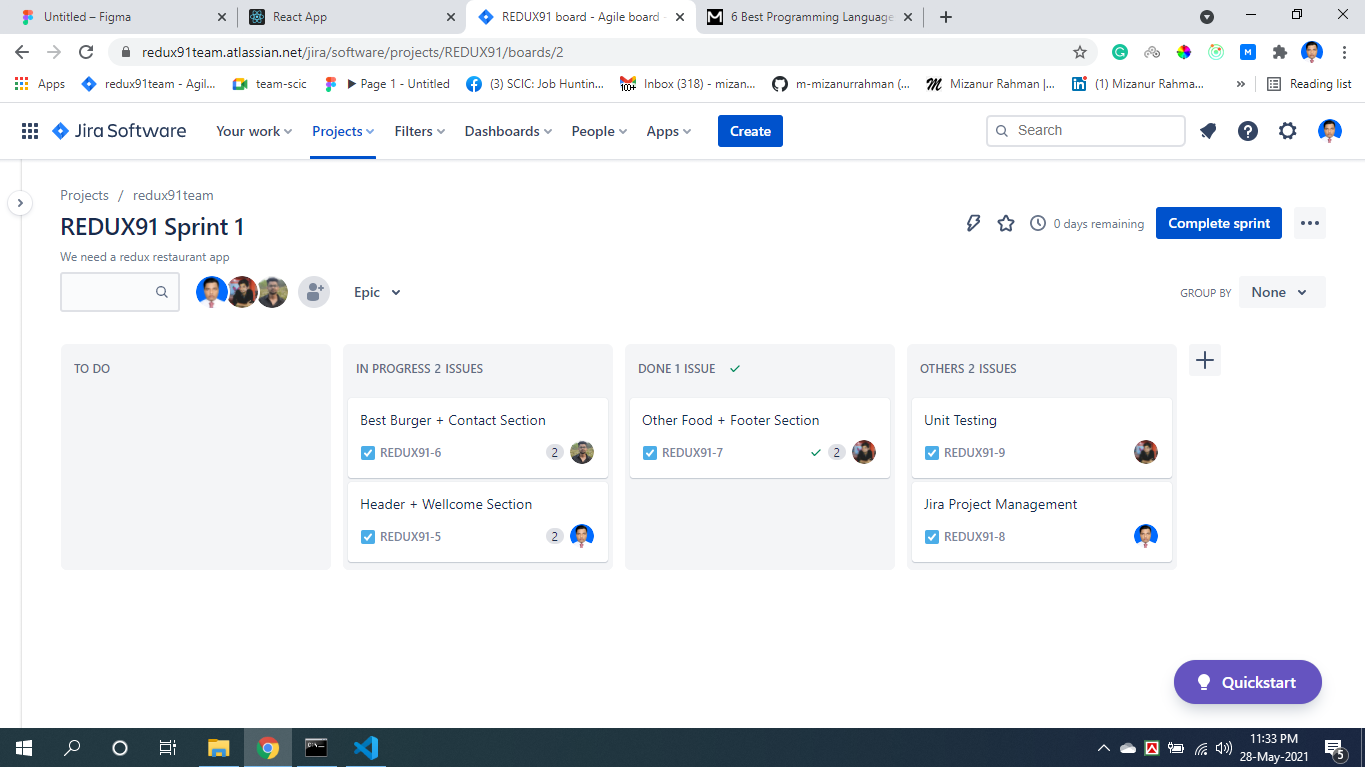 Untitled – Figma
React App
REDUX91 board - Agile board -
6 Best Programming Language
redux91team.atlassian.net/jira/software/projects/REDUX91/boards/2
Apps
redux91team - Agil...
team-scic
▶ Page 1 - Untitled
(3) SCIC: Job Huntin...
100+
Inbox (318) - mizan...
m-mizanurrahman (...
Mizanur Rahman |...
(1) Mizanur Rahma...
»
Reading list
Jira Software
Your work
Projects
Filters
Dashboards
People
Apps
Create
Search
Projects / redux91team
REDUX91 Sprint 1
0 days remaining
Complete sprint
We need a redux restaurant app
Epic
GROUP BY
None
TO DO
IN PROGRESS 2 ISSUES
DONE 1 ISSUE
OTHERS 2 ISSUES
Best Burger + Contact Section
REDUX91-6
2
Other Food + Footer Section
REDUX91-7
2
Unit Testing
REDUX91-9
Header + Wellcome Section
REDUX91-5
2
Jira Project Management
REDUX91-8
Quickstart
11:33 PM
28-May-2021
5